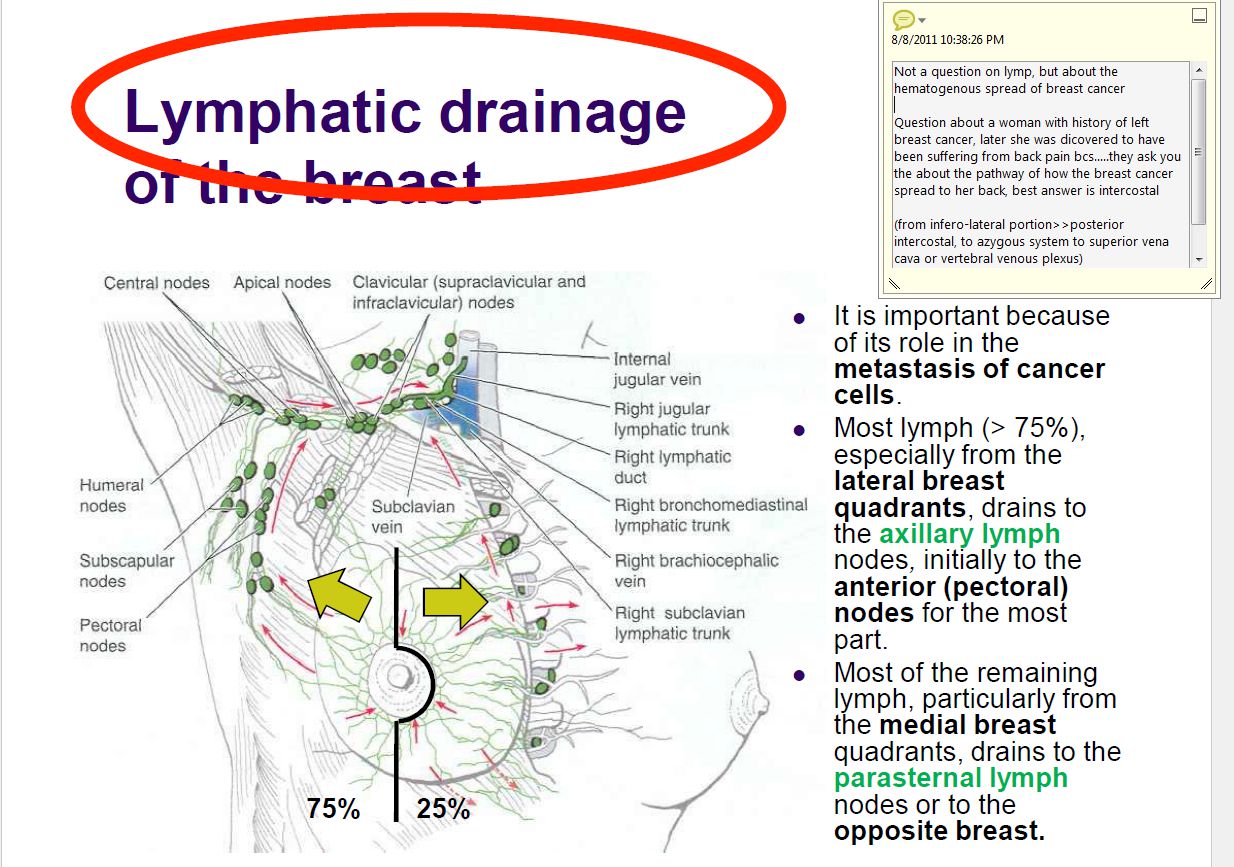 Lymphatic drainage
of the breast
8/8/2011 10:38:26 PM
Not a question on lymp, but about the
hematogenous spread of breast cancer
Question about a woman with history of left
breast cancer, later she was dicovered to have
been suffering from back pain bcs.....they ask you
the about the pathway of how the breast cancer
spread to her back, best answer is intercostal
(from infero-lateral portion>>posterior
intercostal, to azygous system to superior vena
cava or vertebral venous plexus)
Central nodes
Apical nodes
Clavicular (supraclavicular and
infraclavicular) nodes
Internal
jugular vein
Right jugular
lymphatic trunk
Right lymphatic
duct
Right bronchomediastinal
lymphatic trunk
Right brachiocephalic
vein
Right subclavian
lymphatic trunk
Subclavian
vein
Humeral
nodes
Subscapular
nodes
Pectoral
nodes
75%
25%
It is important because
of its role in the
metastasis of cancer
cells.
Most lymph (> 75%),
especially from the
lateral breast
quadrants, drains to
the axillary lymph
nodes, initially to the
anterior (pectoral)
nodes for the most
part.
Most of the remaining
lymph, particularly from
the medial breast
quadrants, drains to the
parasternal lymph
nodes or to the
opposite breast.